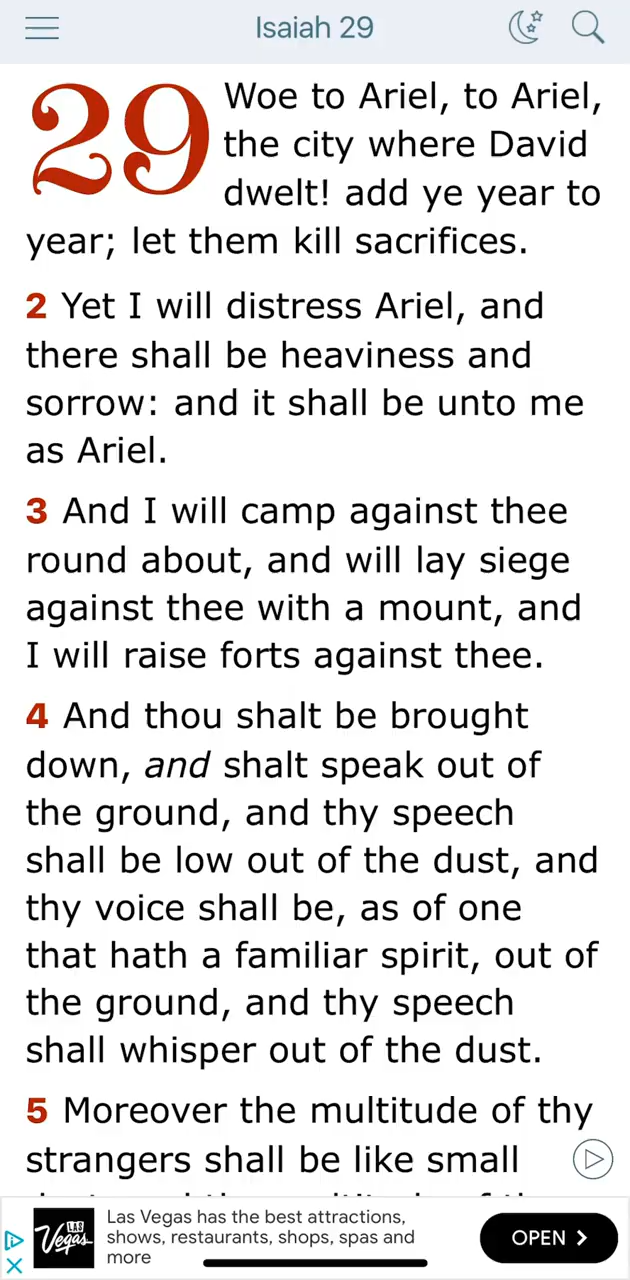 Isaiah 29
29 Woe to Ariel, to Ariel,
the city where David
dwelt! add ye year to
year; let them kill sacrifices.
2 Yet I will distress Ariel, and
there shall be heaviness and
sorrow: and it shall be unto me
as Ariel.
3 And I will camp against thee
round about, and will lay siege
against thee with a mount, and
I will raise forts against thee.
4 And thou shalt be brought
down, and shalt speak out of
the ground, and thy speech
shall be low out of the dust, and
thy voice shall be, as of one
that hath a familiar spirit, out of
the ground, and thy speech
shall whisper out of the dust.
5 Moreover the multitude of thy
strangers shall be like small
LAS
Vegas
Las Vegas has the best attractions,
shows, restaurants, shops, spas and
more
OPEN >